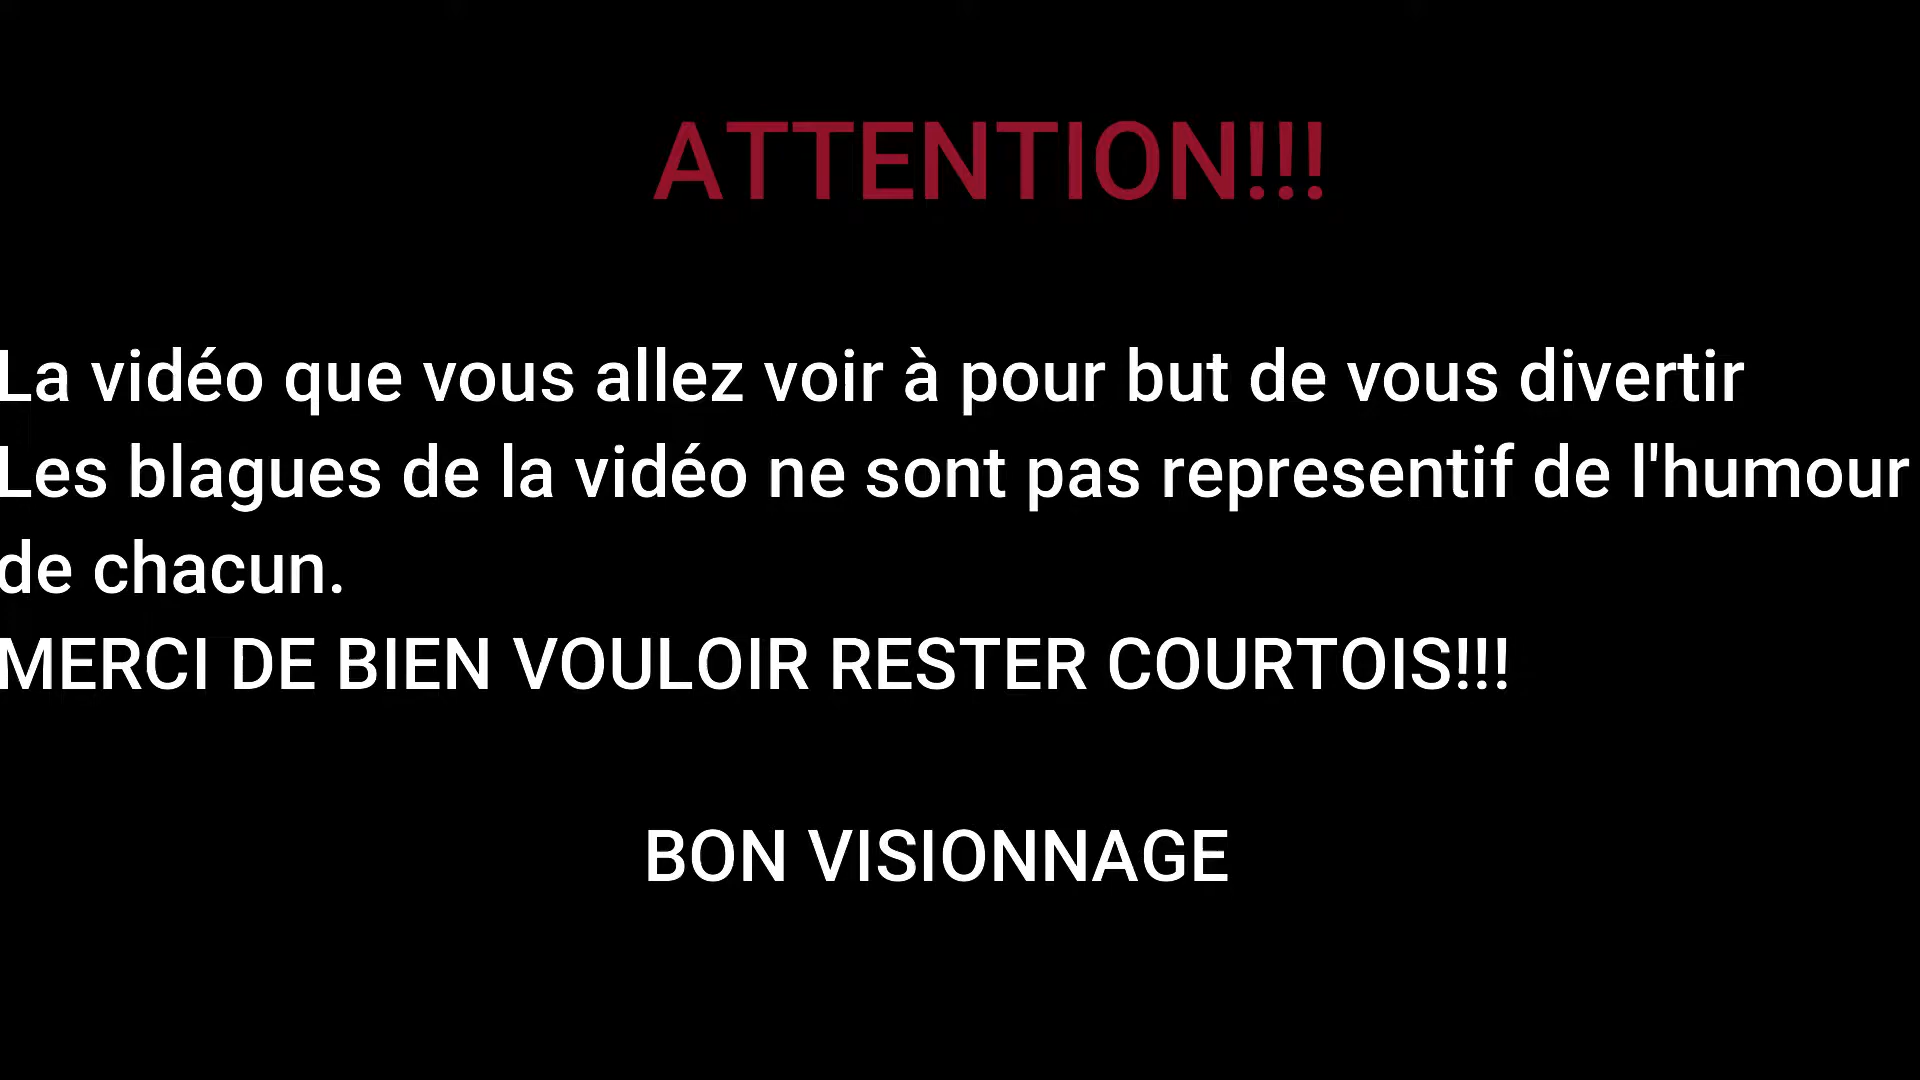 ATTENTION!!!
La vidéo que vous allez voir à pour but de vous divertir
Les blagues de la vidéo ne sont pas representif de l'humour
de chacun.
MERCI DE BIEN VOULOIR RESTER COURTOIS!!!
BON VISIONNAGE